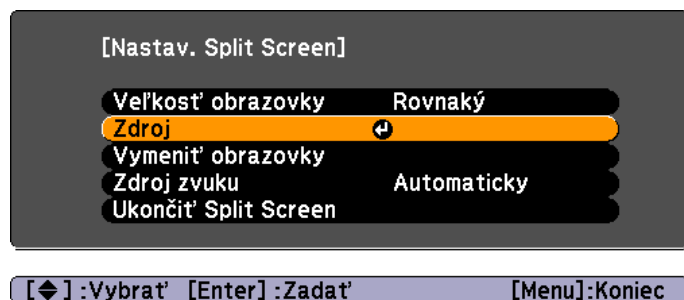 [Nastav. Split Screen]
Veľkosť obrazovky Rovnaký
Zdroj
Vymeniť obrazovky
Zdroj zvuku Automaticky
Ukončiť Split Screen
[◆] :Vybrať [Enter] :Zadať [Menu]:Koniec